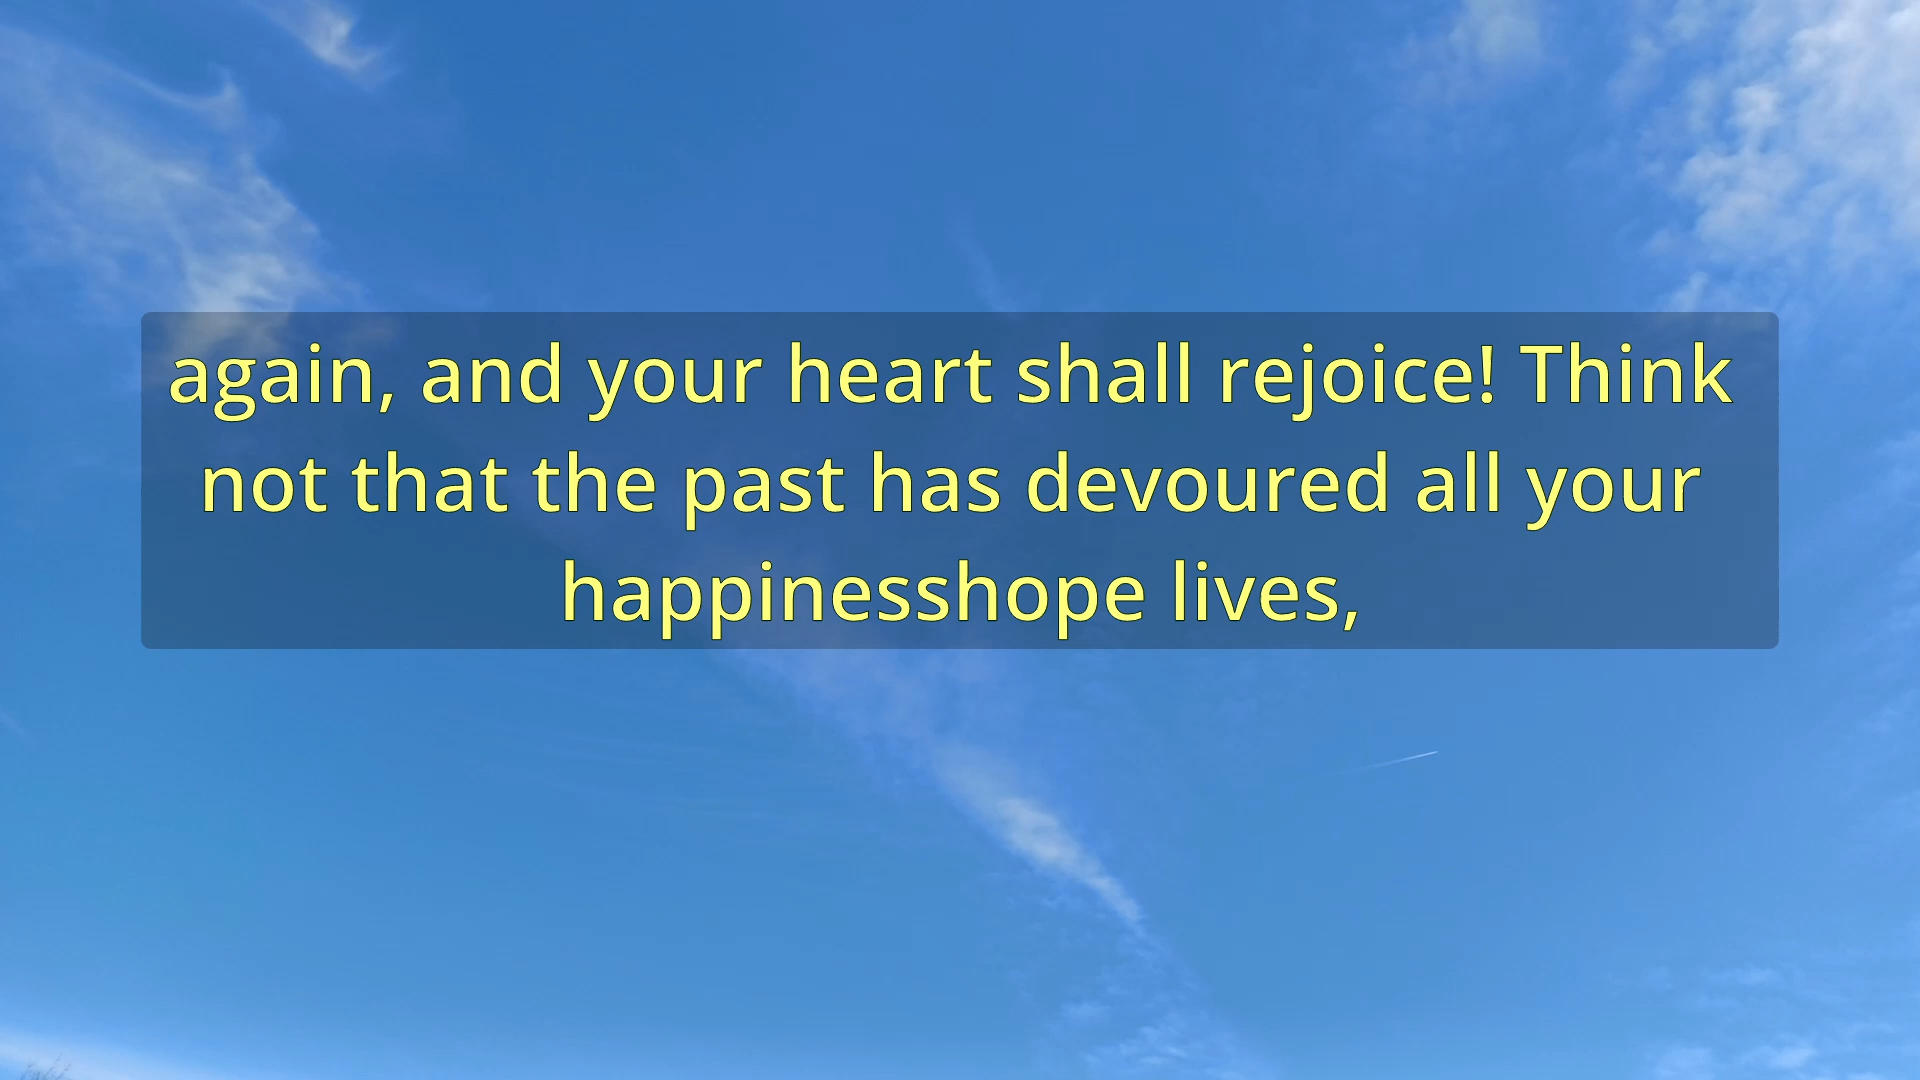 again, and your heart shall rejoice! Think
not that the past has devoured all your
happinesshope lives,